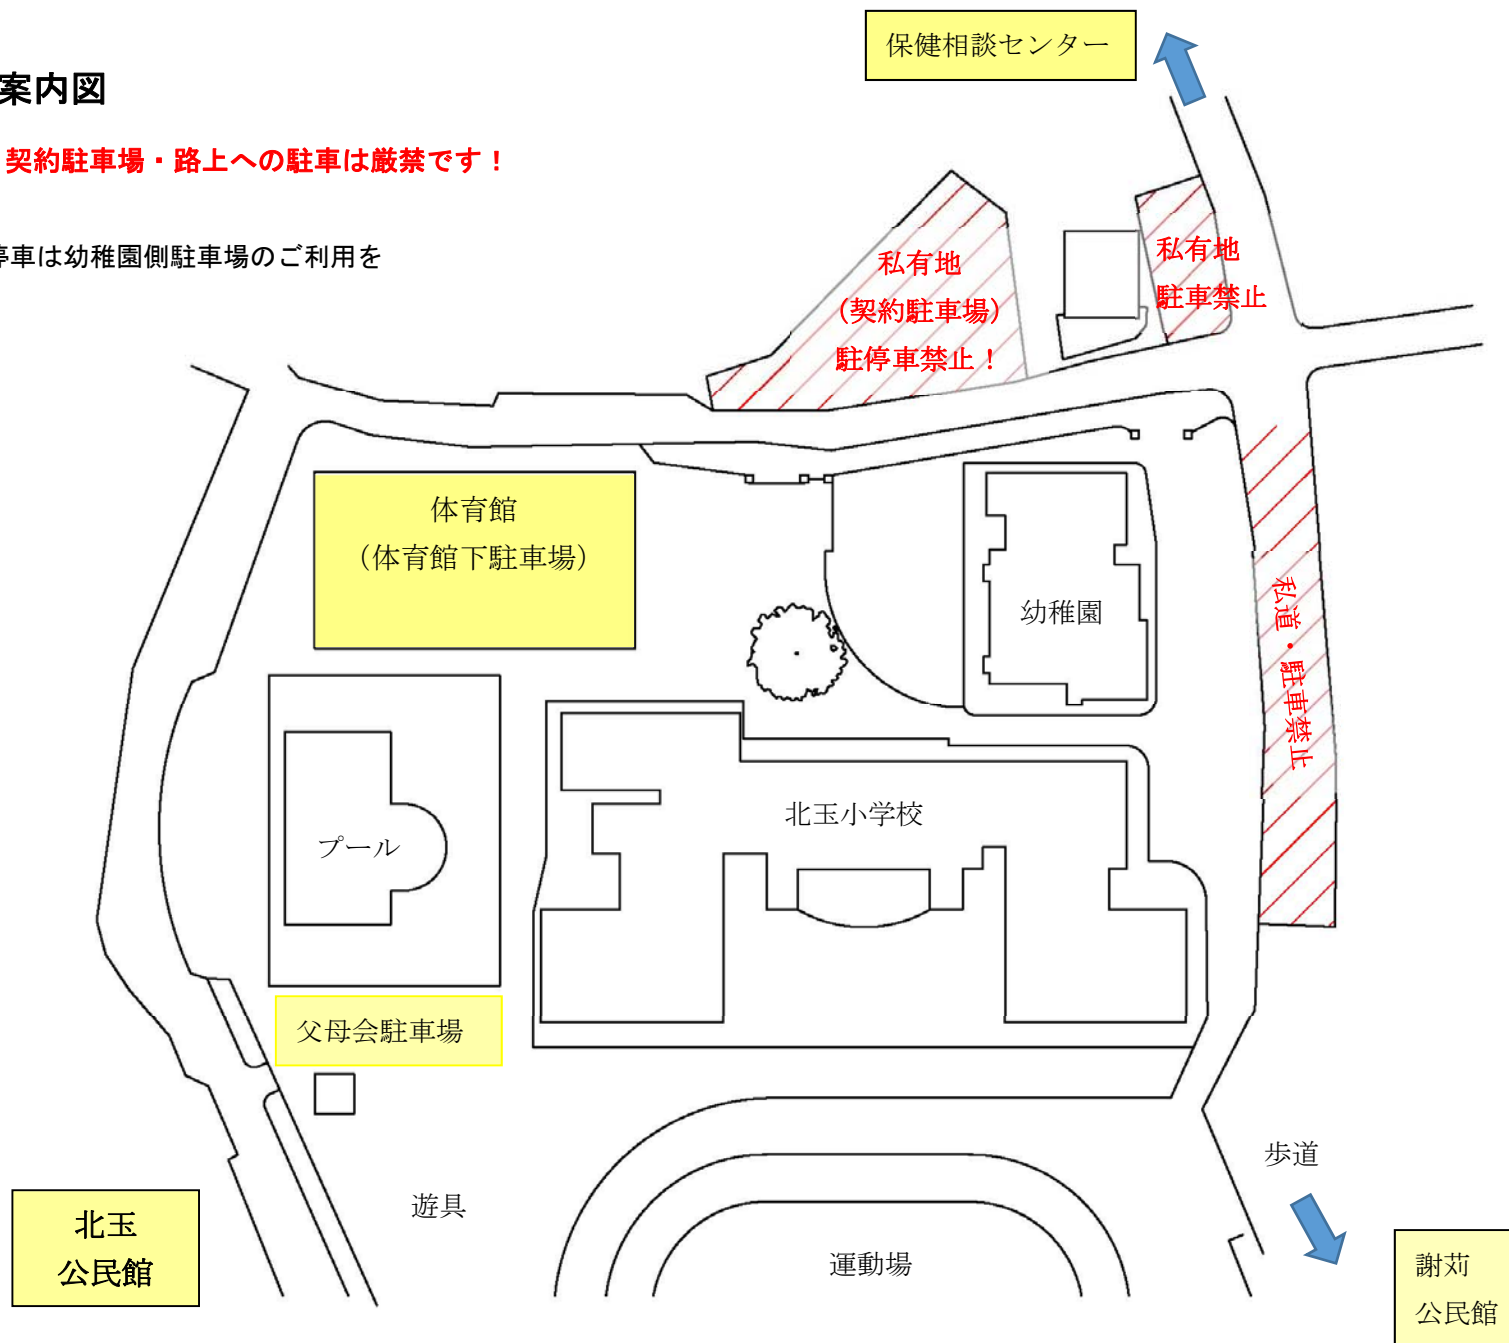 保健相談センター
案内図
契約駐車場・路上への駐車は厳禁です！
停車は幼稚園側駐車場のご利用を
私有地
（契約駐車場）
駐停車禁止！
私有地
駐車禁止
体育館
（体育館下駐車場）
幼稚園
私道・駐車禁止
北玉小学校
プール
父母会駐車場
歩道
遊具
北玉
公民館
運動場
謝苅
公民館